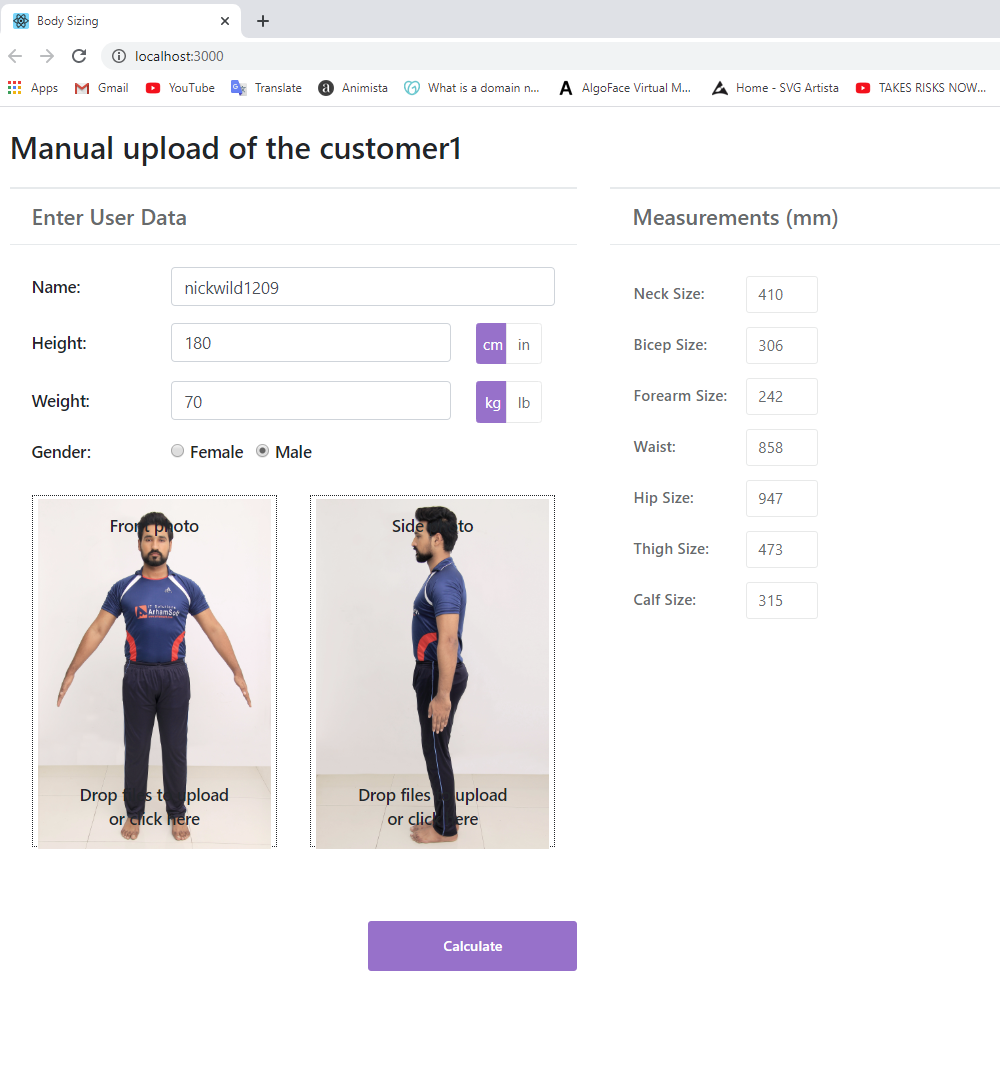 Body Sizing
localhost:3000
Apps Gmail YouTube Translate Animista What is a domain n... AlgoFace Virtual M... Home - SVG Artista TAKES RISKS NOW...
Manual upload of the customer1
Enter User Data
Name: nickwild1209
Height: 180 cm in
Weight: 70 kg lb
Gender: Female Male
Front photo
IT Solutions
ArhamSoft
Drop files to upload
or click here
Side photo
Drop files to upload
or click here
Calculate
Measurements (mm)
Neck Size: 410
Bicep Size: 306
Forearm Size: 242
Waist: 858
Hip Size: 947
Thigh Size: 473
Calf Size: 315